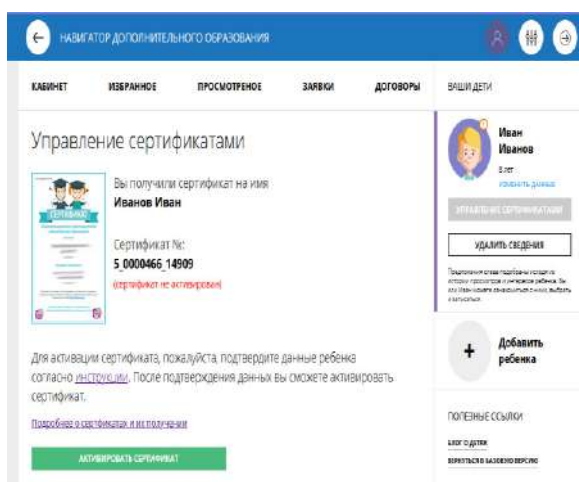 НАВИГАТОР ДОПОЛНИТЕЛЬНОГО ОБРАЗОВАНИЯ
КАБИНЕТ ИЗБРАННОЕ ПРОСМОТРЕНОЕ ЗАЯВКИ ДОГОВОРЫ
Управление сертификатами
СЕРТИФИКАТ
Вы получили сертификат на имя
Иванов Иван
Сертификат №:
5_0000466_14909
(сертификат не активирован)
Для активации сертификата, пожалуйста, подтвердите данные ребенка
согласно инструкции. После подтверждения данных вы сможете активировать
сертификат.
Подробнее о сертификатах и их получении
АКТИВИРОВАТЬ СЕРТИФИКАТ
ВАШИ ДЕТИ
Иван
Иванов
8 лет
изменить данные
УПРАВЛЕНИЕ СЕРТИФИКАТАМИ
УДАЛИТЬ СВЕДЕНИЯ
Добавить
ребенка
ПОЛЕЗНЫЕ ССЫЛКИ
БЛОГ О ДЕТЯХ
ВЕРНУТЬСЯ В БАЗОВУЮ ВЕРСИЮ